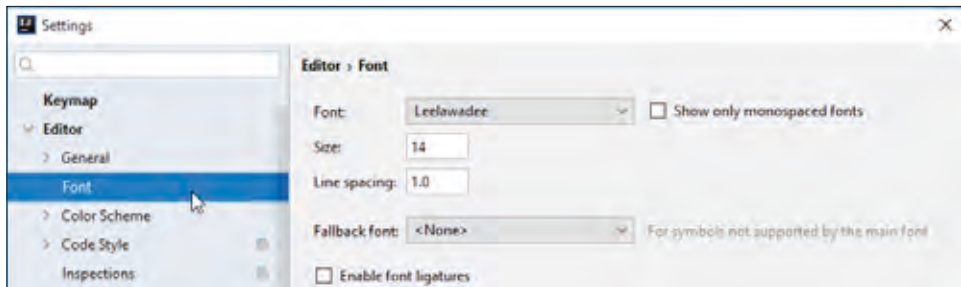 Settings
Editor › Font
Keymap
Editor
General
Font
Color Scheme
Code Style
Inspections
Font: Leelawadee Show only monospaced fonts
Size: 14
Line spacing: 1.0
Fallback font: <None> For symbols not supported by the main font
Enable font ligatures